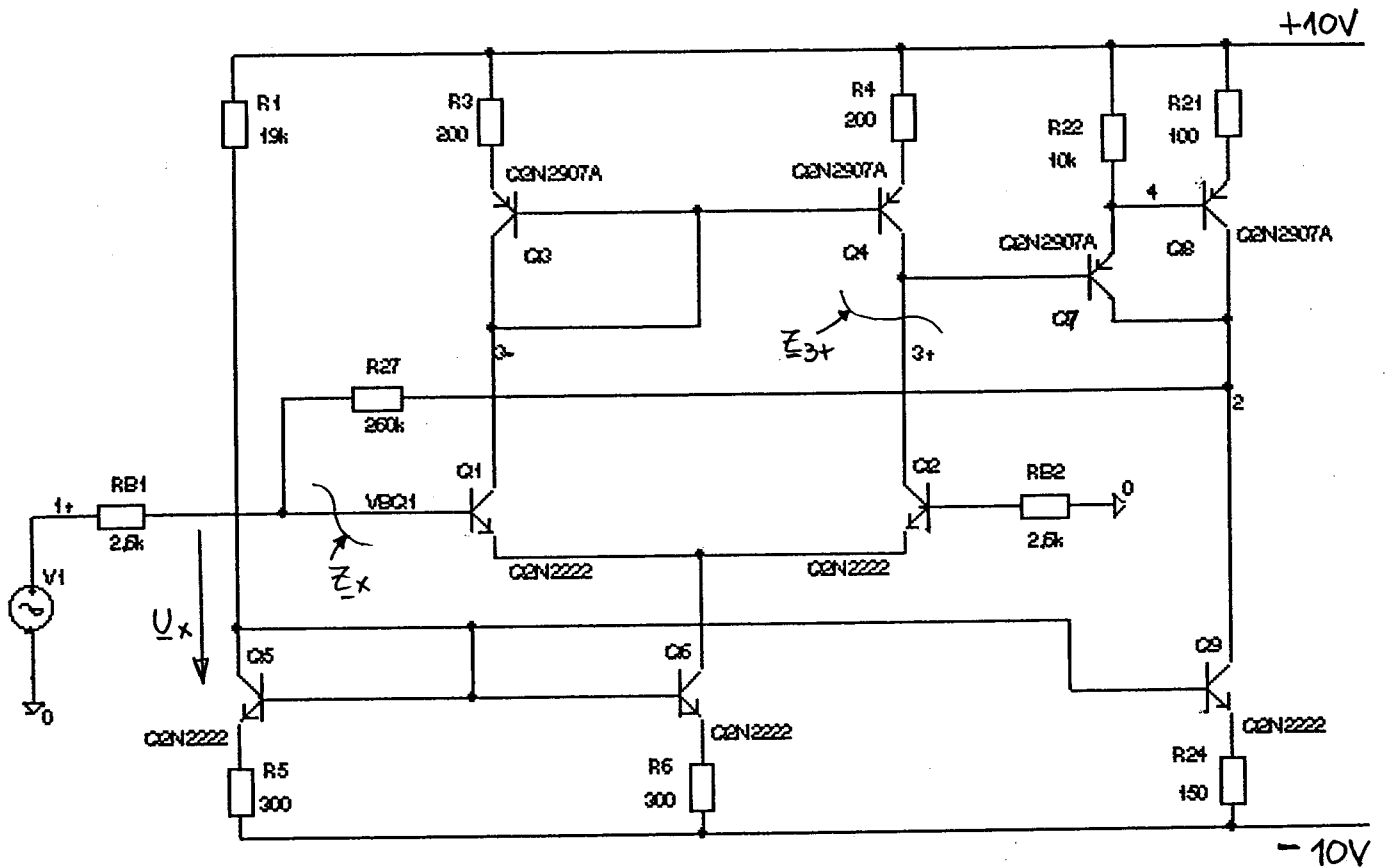 +10V
R1
19k
R3
200
R4
200
R22
10k
R21
100
Q2N2907A
Q2N2907A
4
Q2N2907A
Q2N2907A
Q3
Q4
Q8
Q7
Z3+
3-
3+
R27
260k
2
Q1
Q2
RB1
RB2
0
1+
VBQ1
2,6k
2,6k
Zx
Q2N2222
Q2N2222
V1
Ux
Q5
Q6
Q9
0
Q2N2222
Q2N2222
Q2N2222
R5
300
R6
300
R24
150
-10V